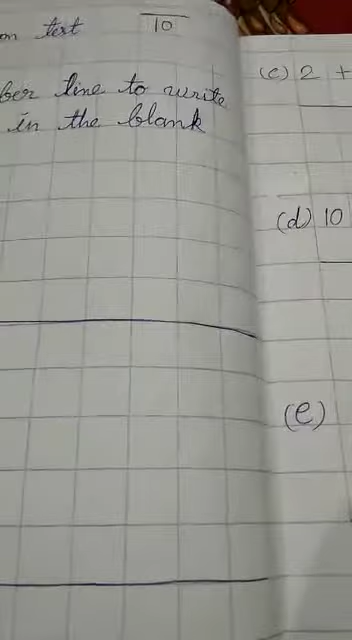 on test
10
ber line to write
in the blank
(c) 2 +
(d) 10
(e)